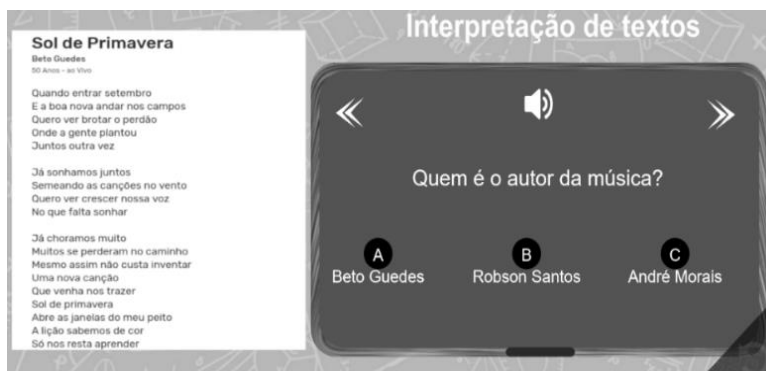 Interpretação de textos
Sol de Primavera
Beto Guedes
50 Anos - ao Vivo
Quando entrar setembro
E a boa nova andar nos campos
Quero ver brotar o perdão
Onde a gente plantou
Juntos outra vez
Já sonhamos juntos
Semeando as canções no vento
Quero ver crescer nossa voz
No que falta sonhar
Já choramos muito
Muitos se perderam no caminho
Mesmo assim não custa inventar
Uma nova canção
Que venha nos trazer
Sol de primavera
Abre as janelas do meu peito
A lição sabemos de cor
Só nos resta aprender
Quem é o autor da música?
A
Beto Guedes
B
Robson Santos
C
André Morais